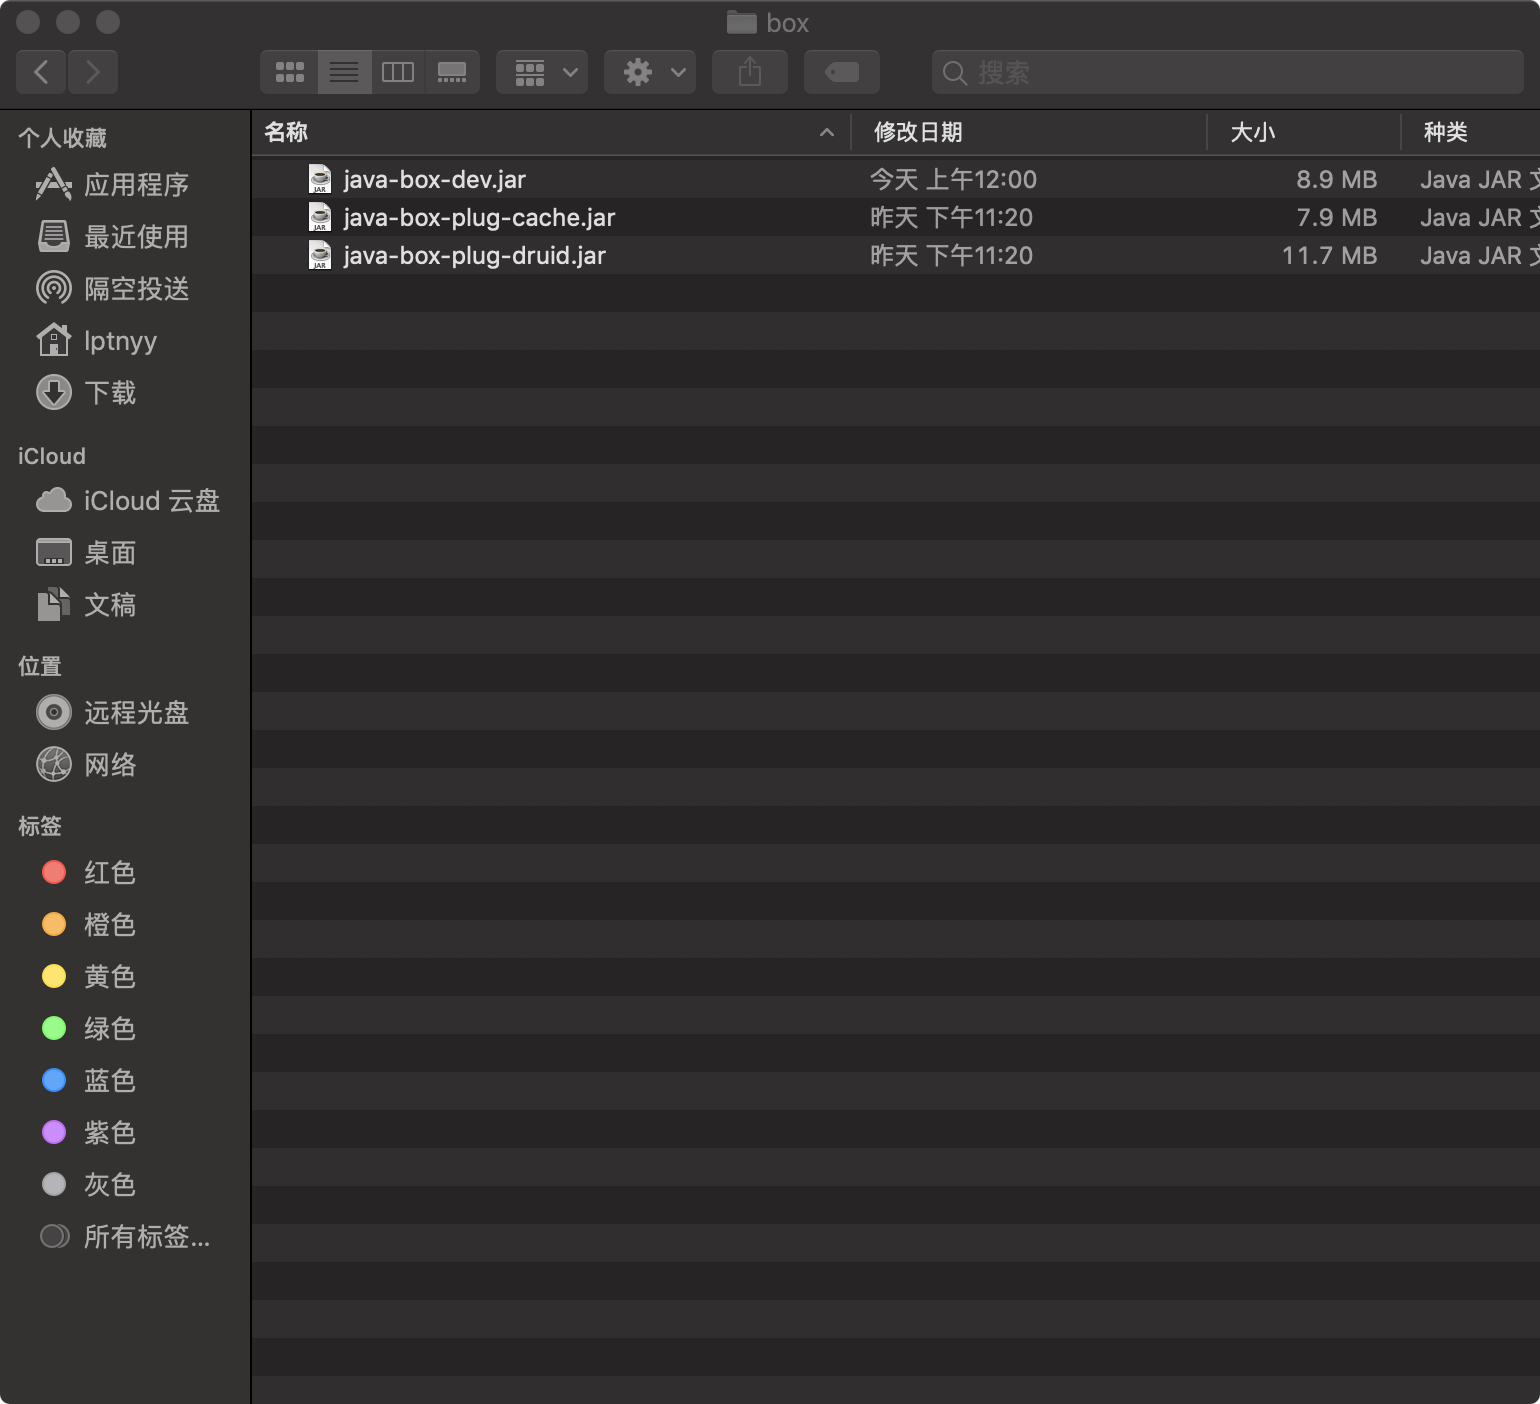 box
搜索
个人收藏
应用程序
最近使用
隔空投送
lptnyy
下载
iCloud
iCloud 云盘
桌面
文稿
位置
远程光盘
网络
标签
红色
橙色
黄色
绿色
蓝色
紫色
灰色
所有标签...
名称 修改日期 大小 种类
java-box-dev.jar 今天 上午12:00 8.9 MB Java JAR 文
java-box-plug-cache.jar 昨天 下午11:20 7.9 MB Java JAR 文
java-box-plug-druid.jar 昨天 下午11:20 11.7 MB Java JAR 文